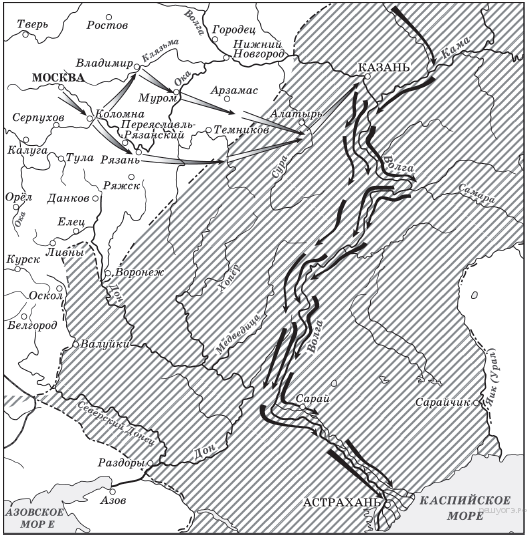 Тверь
Ростов
Волга
Городец
Нижний
Новгород
Клязьма
Владимир
Ока
КАЗАНЬ
Кама
МОСКВА
Муром
Арзамас
Серпухов
Коломна
Переяславль-
Рязанский
Алатырь
Темников
Калуга
Тула
Рязань
Сура
Волга
Самара
Ряжск
Орёл
Ока
Данков
Елец
Ливны
Курск
Воронеж
Хопёр
Оскол
Дон
Белгород
Медведица
Волга
Валуйки
Яик (Урал)
Сарай
Сарайчик
Северский Донец
Дон
Раздоры
Азов
АСТРАХАНЬ
АЗОВСКОЕ
МОРЕ
КАСПИЙСКОЕ
МОРЕ